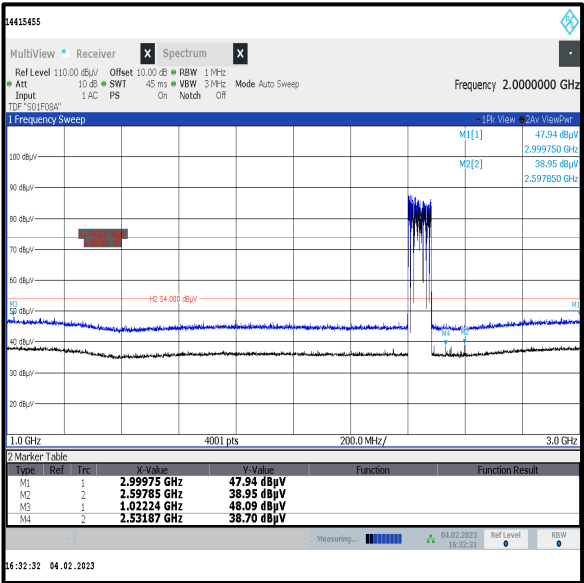 14415455
MultiView Receiver X Spectrum X
Ref Level 110.00 dBµV Offset 10.00 dB RBW 1 MHz
Att 10 dB SWT 45 ms VBW 3 MHz Mode Auto Sweep Frequency 2.0000000 GHz
Input 1 AC PS On Notch Off
TDF "S01F08A"
1 Frequency Sweep 1Pk View 2Av ViewPwr
M1[1] 47.94 dBµV
2.999750 GHz
M2[2] 38.95 dBµV
2.597850 GHz
100 dBµV
90 dBµV
80 dBµV
70 dBµV
60 dBµV
H2 54.000 dBµV
M3 M1
50 dBµV
M4 M2
40 dBµV
30 dBµV
20 dBµV
1.0 GHz 4001 pts 200.0 MHz/ 3.0 GHz
2 Marker Table
Type Ref Trc X-Value Y-Value Function Function Result
M1 1 2.99975 GHz 47.94 dBµV
M2 2 2.59785 GHz 38.95 dBµV
M3 1 1.02224 GHz 48.09 dBµV
M4 2 2.53187 GHz 38.70 dBµV
Measuring... 04.02.2023 Ref Level RBW
16:32:31
16:32:32 04.02.2023